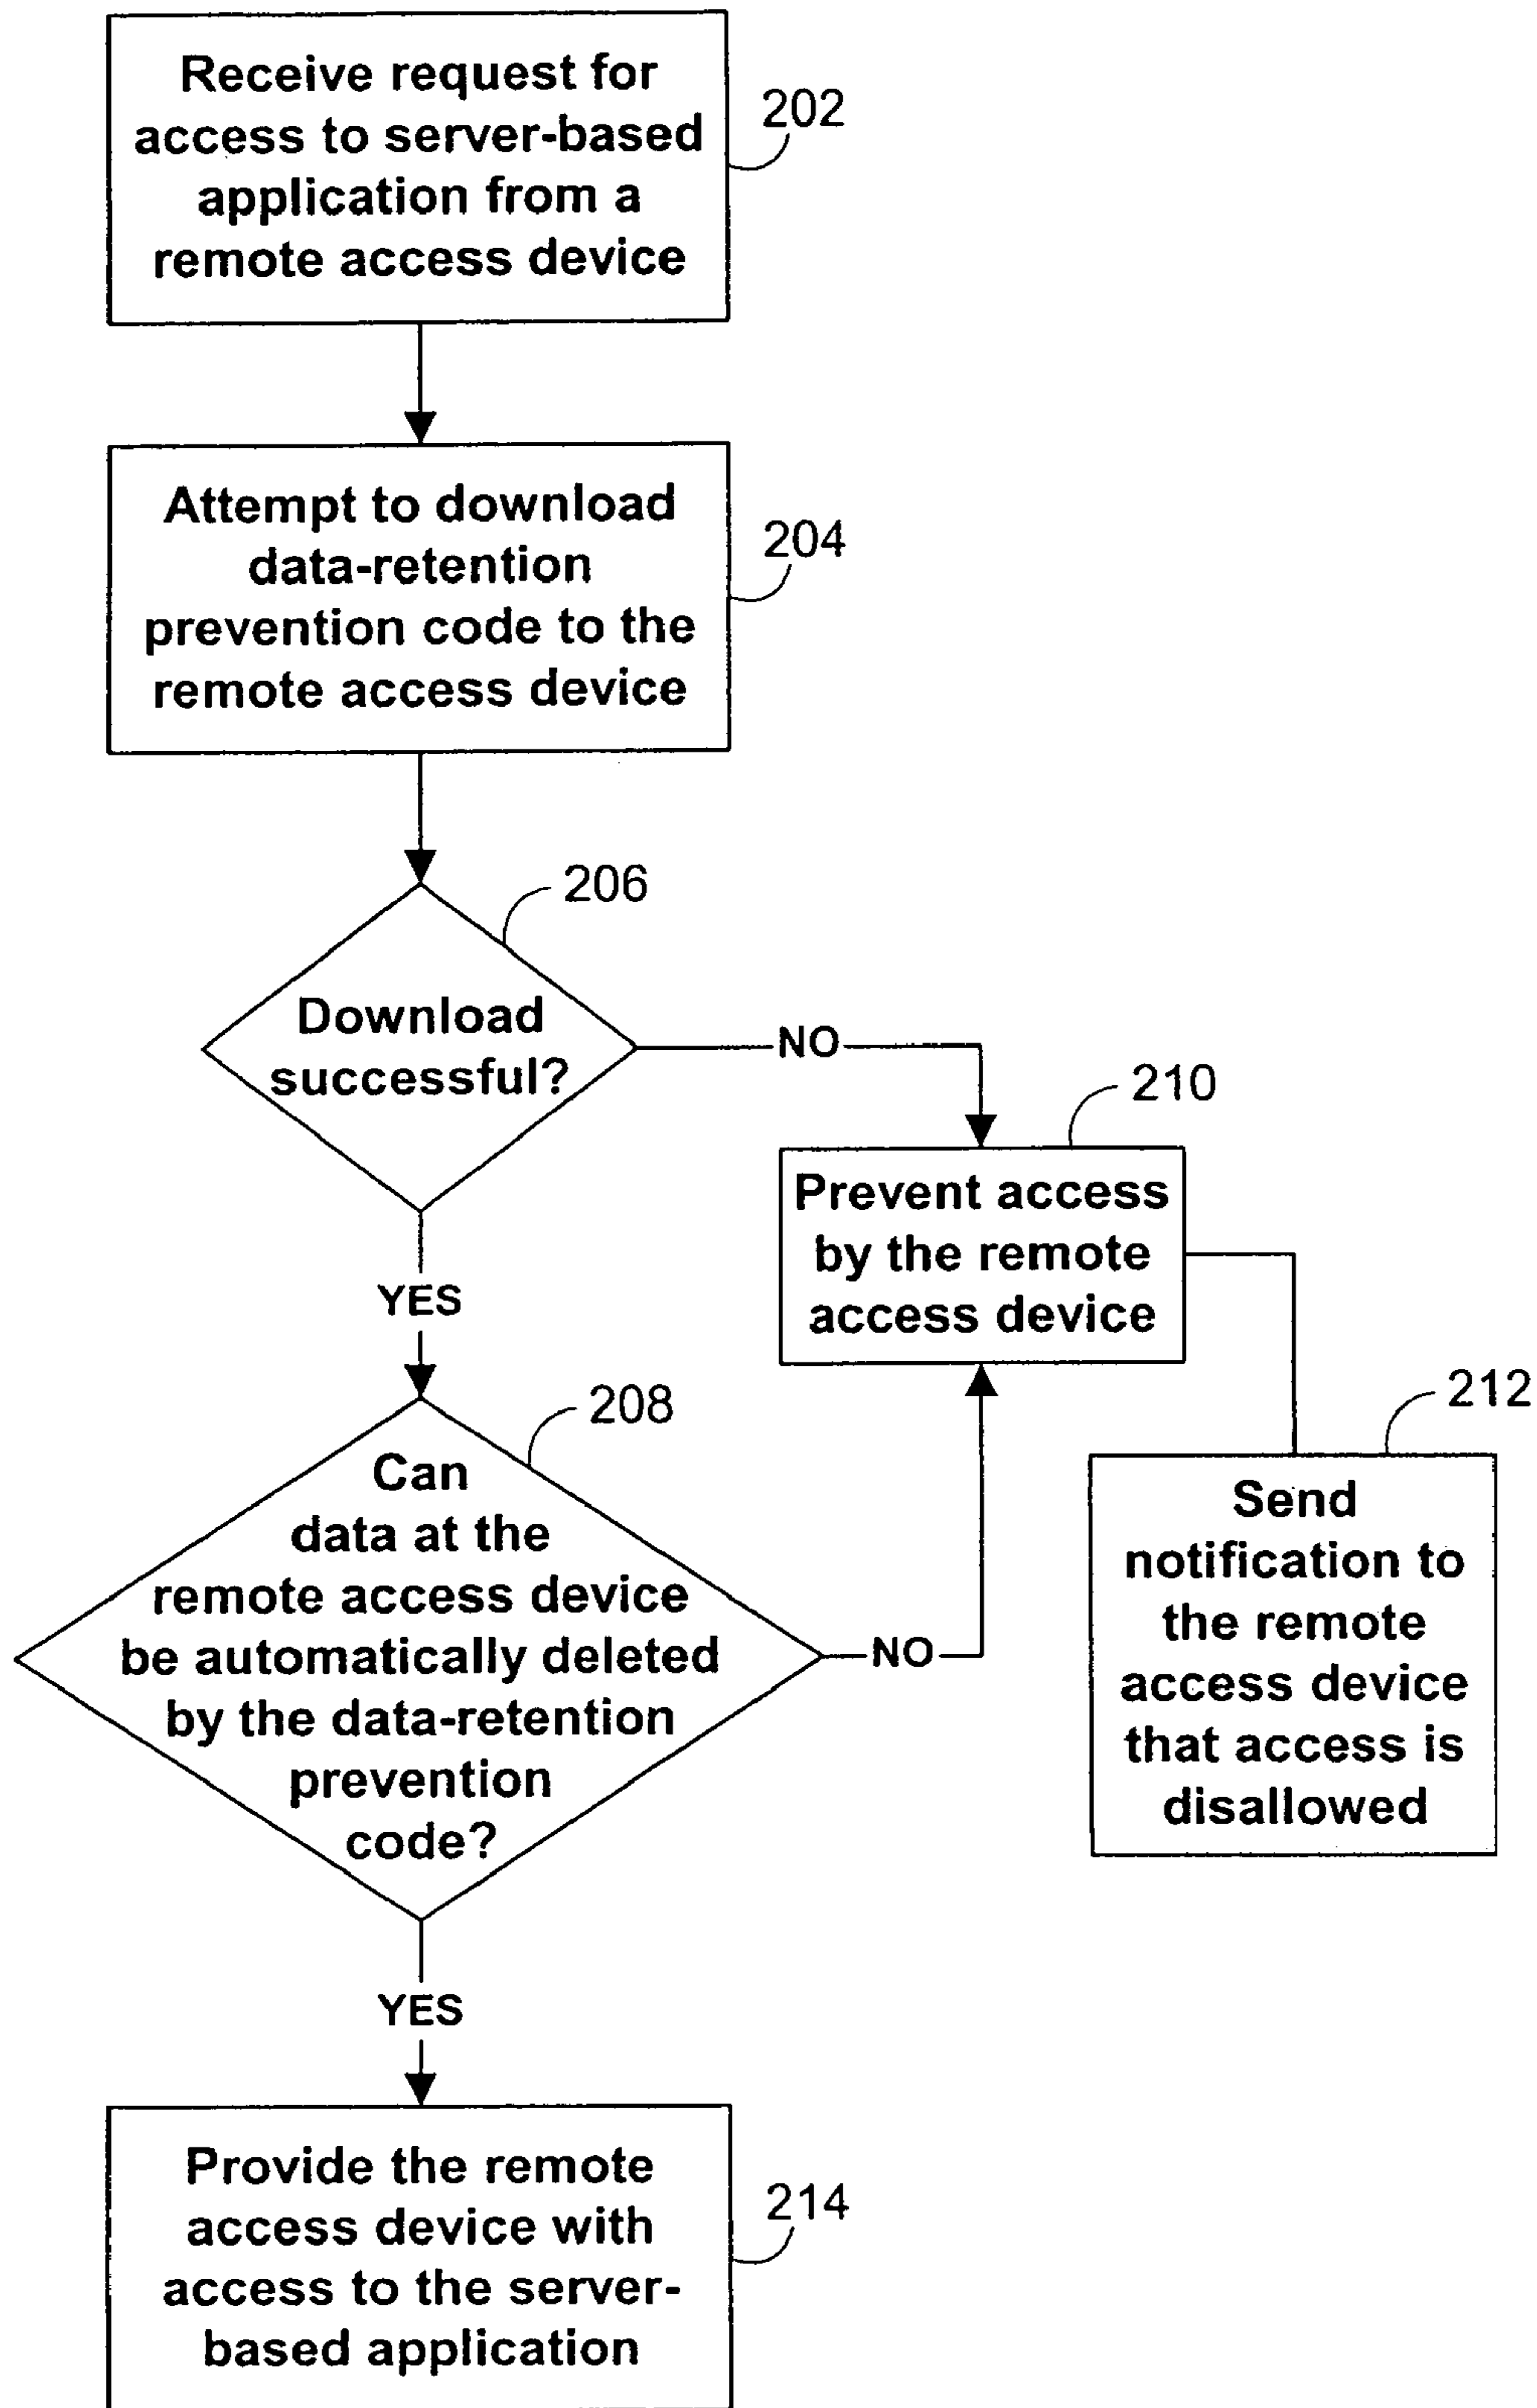 Receive request for
access to server-based
application from a
remote access device
202
Attempt to download
data-retention
prevention code to the
remote access device
204
206
Download
successful?
NO
210
Prevent access
by the remote
access device
YES
208
212
Can
data at the
remote access device
be automatically deleted
by the data-retention
prevention
code?
NO
Send
notification to
the remote
access device
that access is
disallowed
YES
Provide the remote
access device with
access to the server-
based application
214